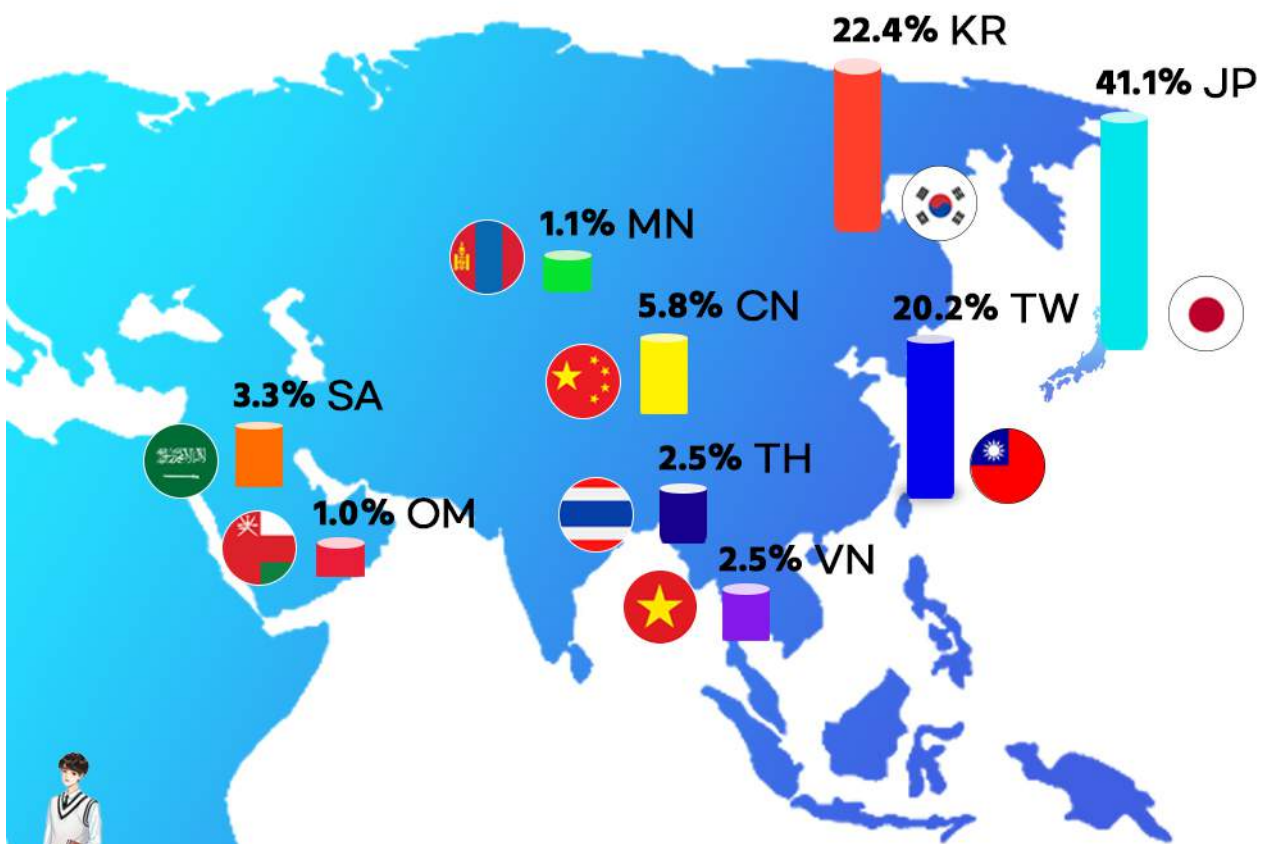 22.4% KR
41.1% JP
1.1% MN
5.8% CN
20.2% TW
3.3% SA
2.5% TH
1.0% OM
2.5% VN